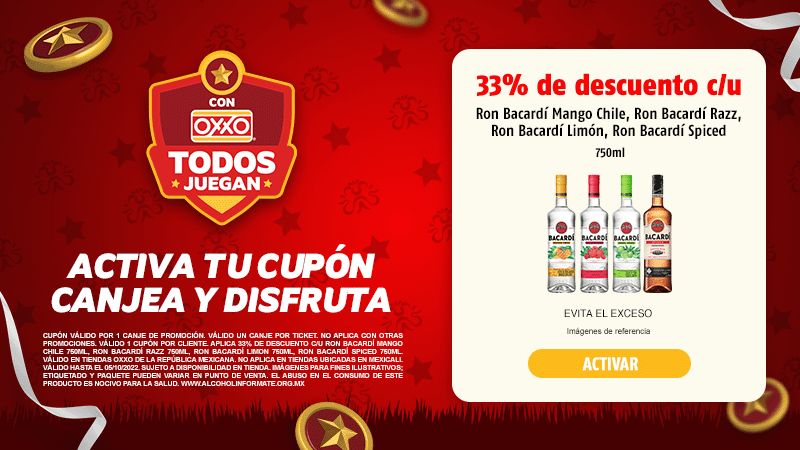 CON
OXXO
TODOS
JUEGAN
ACTIVA TU CUPÓN
CANJEA Y DISFRUTA
CUPÓN VÁLIDO POR 1 CANJE DE PROMOCIÓN. VÁLIDO UN CANJE POR TICKET. NO APLICA CON OTRAS
PROMOCIONES. VÁLIDO 1 CUPÓN POR CLIENTE. APLICA 33% DE DESCUENTO C/U RON BACARDÍ MANGO
CHILE 750ML, RON BACARDÍ RAZZ 750ML, RON BACARDÍ LIMON 750ML, RON BACARDÍ SPICED 750ML.
VÁLIDO EN TIENDAS OXXO DE LA REPÚBLICA MEXICANA. NO APLICA EN TIENDAS UBICADAS EN MEXICALI.
VÁLIDO HASTA EL 05/10/2022. SUJETO A DISPONIBILIDAD EN TIENDA. IMÁGENES PARA FINES ILUSTRATIVOS;
ETIQUETADO Y PAQUETE PUEDEN VARIAR EN PUNTO DE VENTA. EL ABUSO EN EL CONSUMO DE ESTE
PRODUCTO ES NOCIVO PARA LA SALUD. WWW.ALCOHOLINFORMATE.ORG.MX
33% de descuento c/u
Ron Bacardí Mango Chile, Ron Bacardí Razz,
Ron Bacardí Limón, Ron Bacardí Spiced
750ml
BACARDÍ BACARDÍ BACARDÍ BACARDÍ
EVITA EL EXCESO
Imágenes de referencia
ACTIVAR